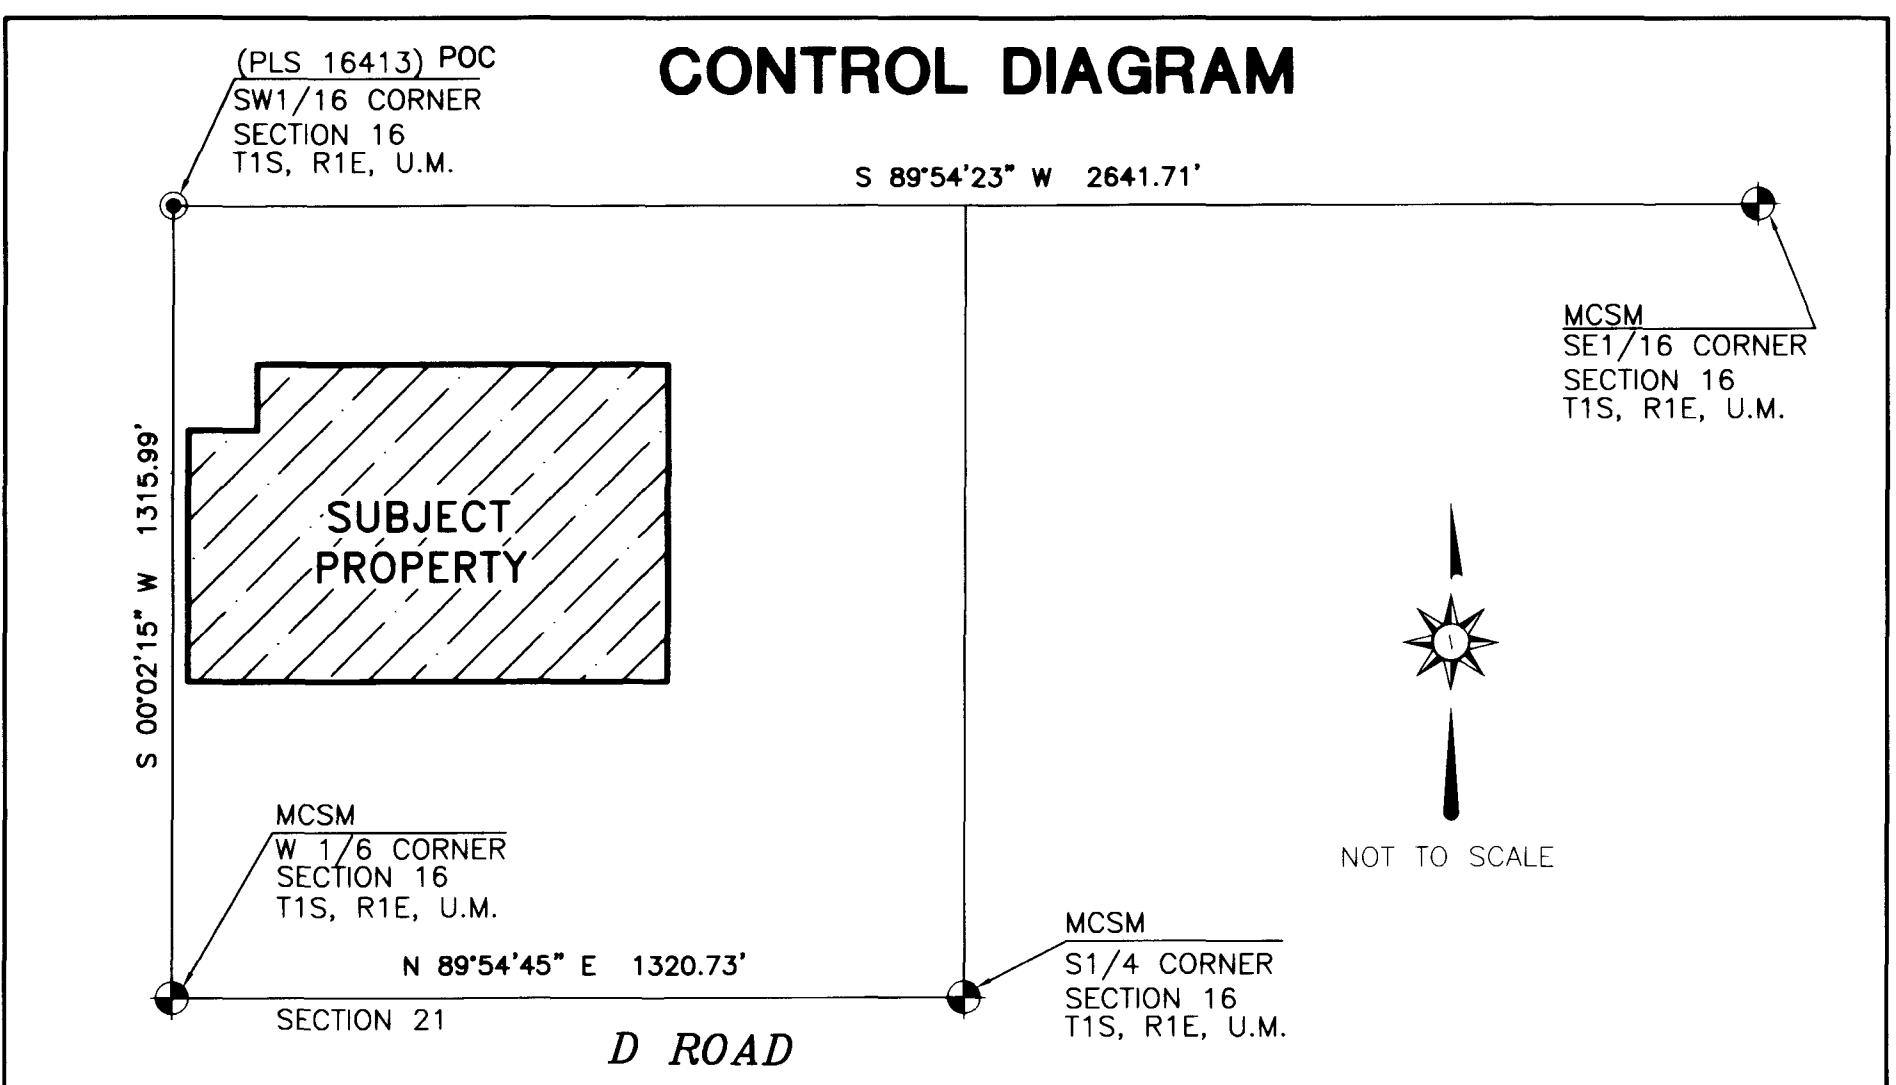 CONTROL DIAGRAM
(PLS 16413) POC
SW1/16 CORNER
SECTION 16
T1S, R1E, U.M.
S 89°54'23" W 2641.71'
MCSM
SE1/16 CORNER
SECTION 16
T1S, R1E, U.M.
S 00°02'15" W 1315.99'
SUBJECT
PROPERTY
NOT TO SCALE
MCSM
W 1/6 CORNER
SECTION 16
T1S, R1E, U.M.
N 89°54'45" E 1320.73'
MCSM
S1/4 CORNER
SECTION 16
T1S, R1E, U.M.
SECTION 21
D ROAD